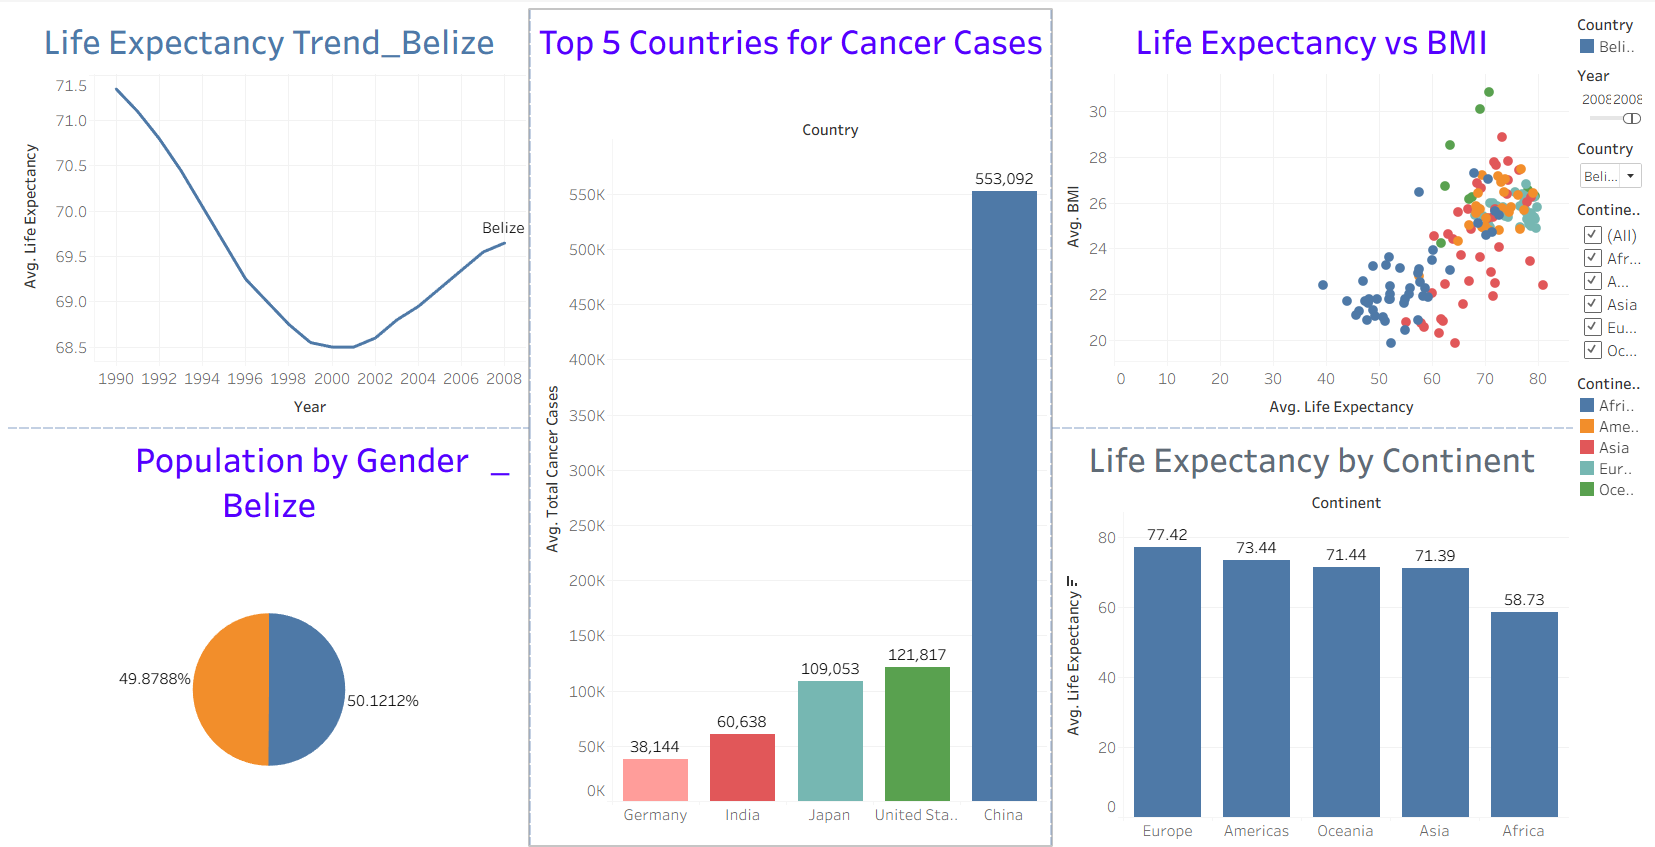 Life Expectancy Trend_Belize
71.5
71.0
70.5
70.0
69.5
69.0
68.5
Avg. Life Expectancy
Belize
1990 1992 1994 1996 1998 2000 2002 2004 2006 2008
Year
Population by Gender _
Belize
49.8788%
50.1212%
Top 5 Countries for Cancer Cases
Country
550K
500K
450K
400K
350K
300K
250K
200K
150K
100K
50K
0K
Avg. Total Cancer Cases
38,144
60,638
109,053
121,817
553,092
Germany India Japan United Sta.. China
Life Expectancy vs BMI
30
28
26
24
22
20
Avg. BMI
0 10 20 30 40 50 60 70 80
Avg. Life Expectancy
Life Expectancy by Continent
Continent
80
60
40
20
0
Avg. Life Expectancy
77.42
73.44
71.44
71.39
58.73
Europe Americas Oceania Asia Africa
Country
Beli..
Year
2008 2008
Country
Beli...
Contine..
(All)
Afr...
A...
Asia
Eu...
Oc...
Contine..
Afri..
Ame..
Asia
Eur..
Oce..